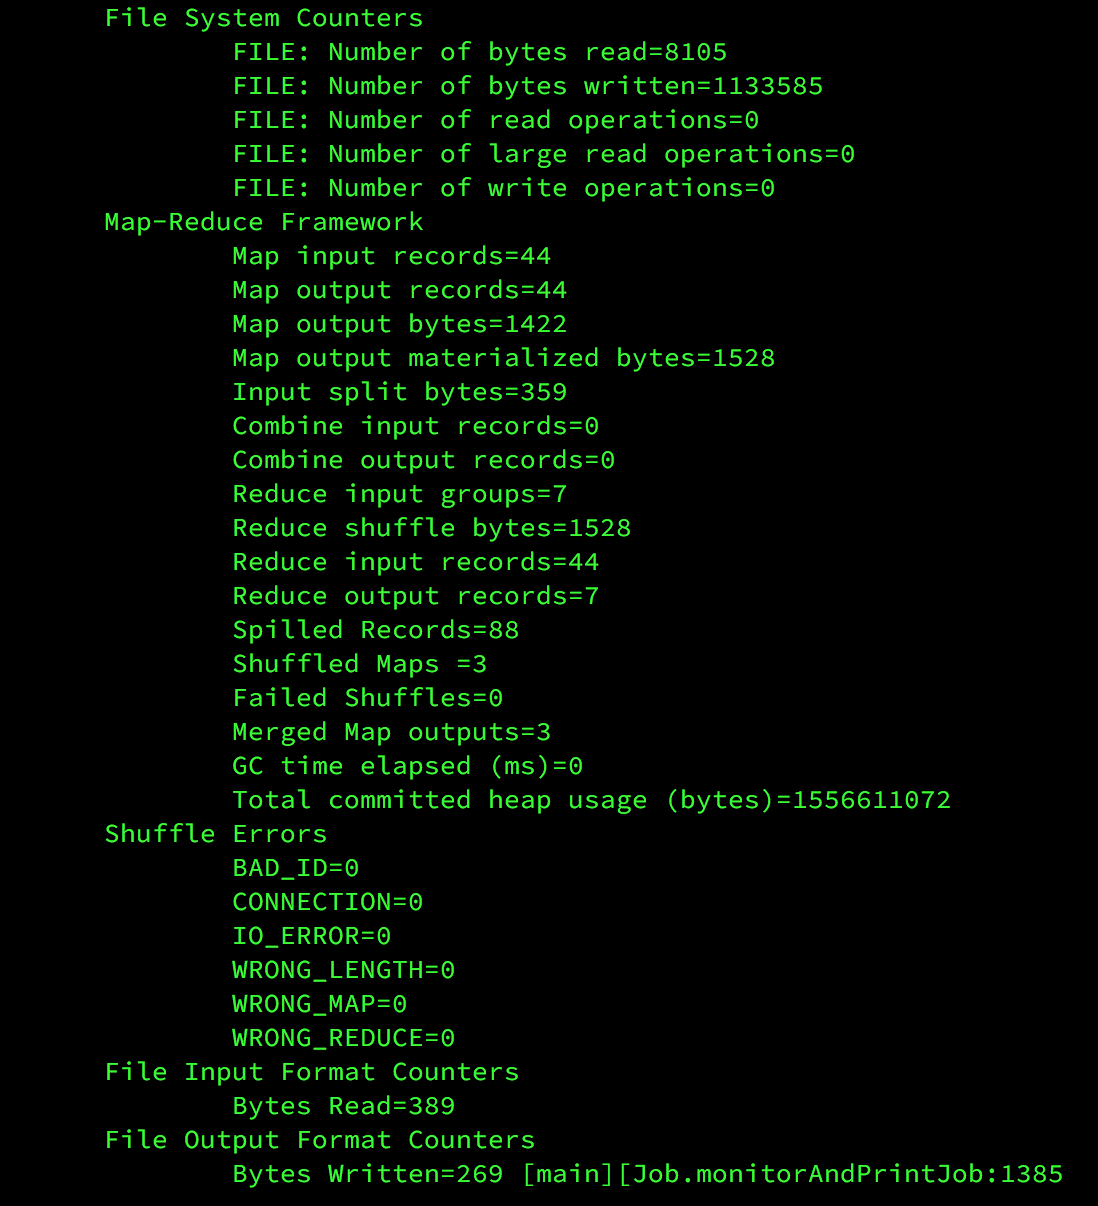 File System Counters
FILE: Number of bytes read=8105
FILE: Number of bytes written=1133585
FILE: Number of read operations=0
FILE: Number of large read operations=0
FILE: Number of write operations=0
Map-Reduce Framework
Map input records=44
Map output records=44
Map output bytes=1422
Map output materialized bytes=1528
Input split bytes=359
Combine input records=0
Combine output records=0
Reduce input groups=7
Reduce shuffle bytes=1528
Reduce input records=44
Reduce output records=7
Spilled Records=88
Shuffled Maps =3
Failed Shuffles=0
Merged Map outputs=3
GC time elapsed (ms)=0
Total committed heap usage (bytes)=1556611072
Shuffle Errors
BAD_ID=0
CONNECTION=0
IO_ERROR=0
WRONG_LENGTH=0
WRONG_MAP=0
WRONG_REDUCE=0
File Input Format Counters
Bytes Read=389
File Output Format Counters
Bytes Written=269 [main][Job.monitorAndPrintJob:1385